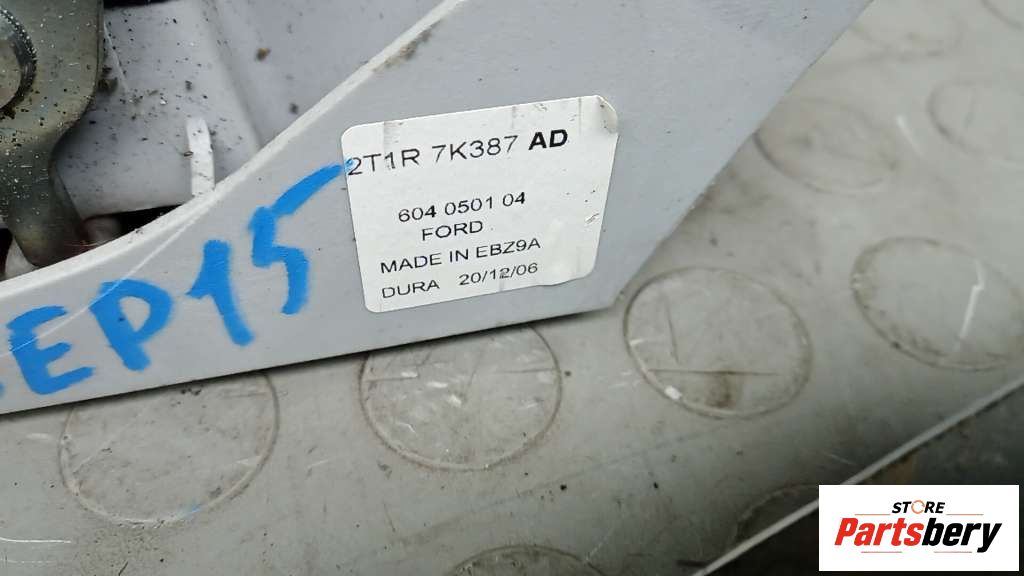 2T1R 7K387 AD
604 0501 04
FORD
MADE IN EBZ9A
DURA 20/12/06
EP15
STORE
Partsbery